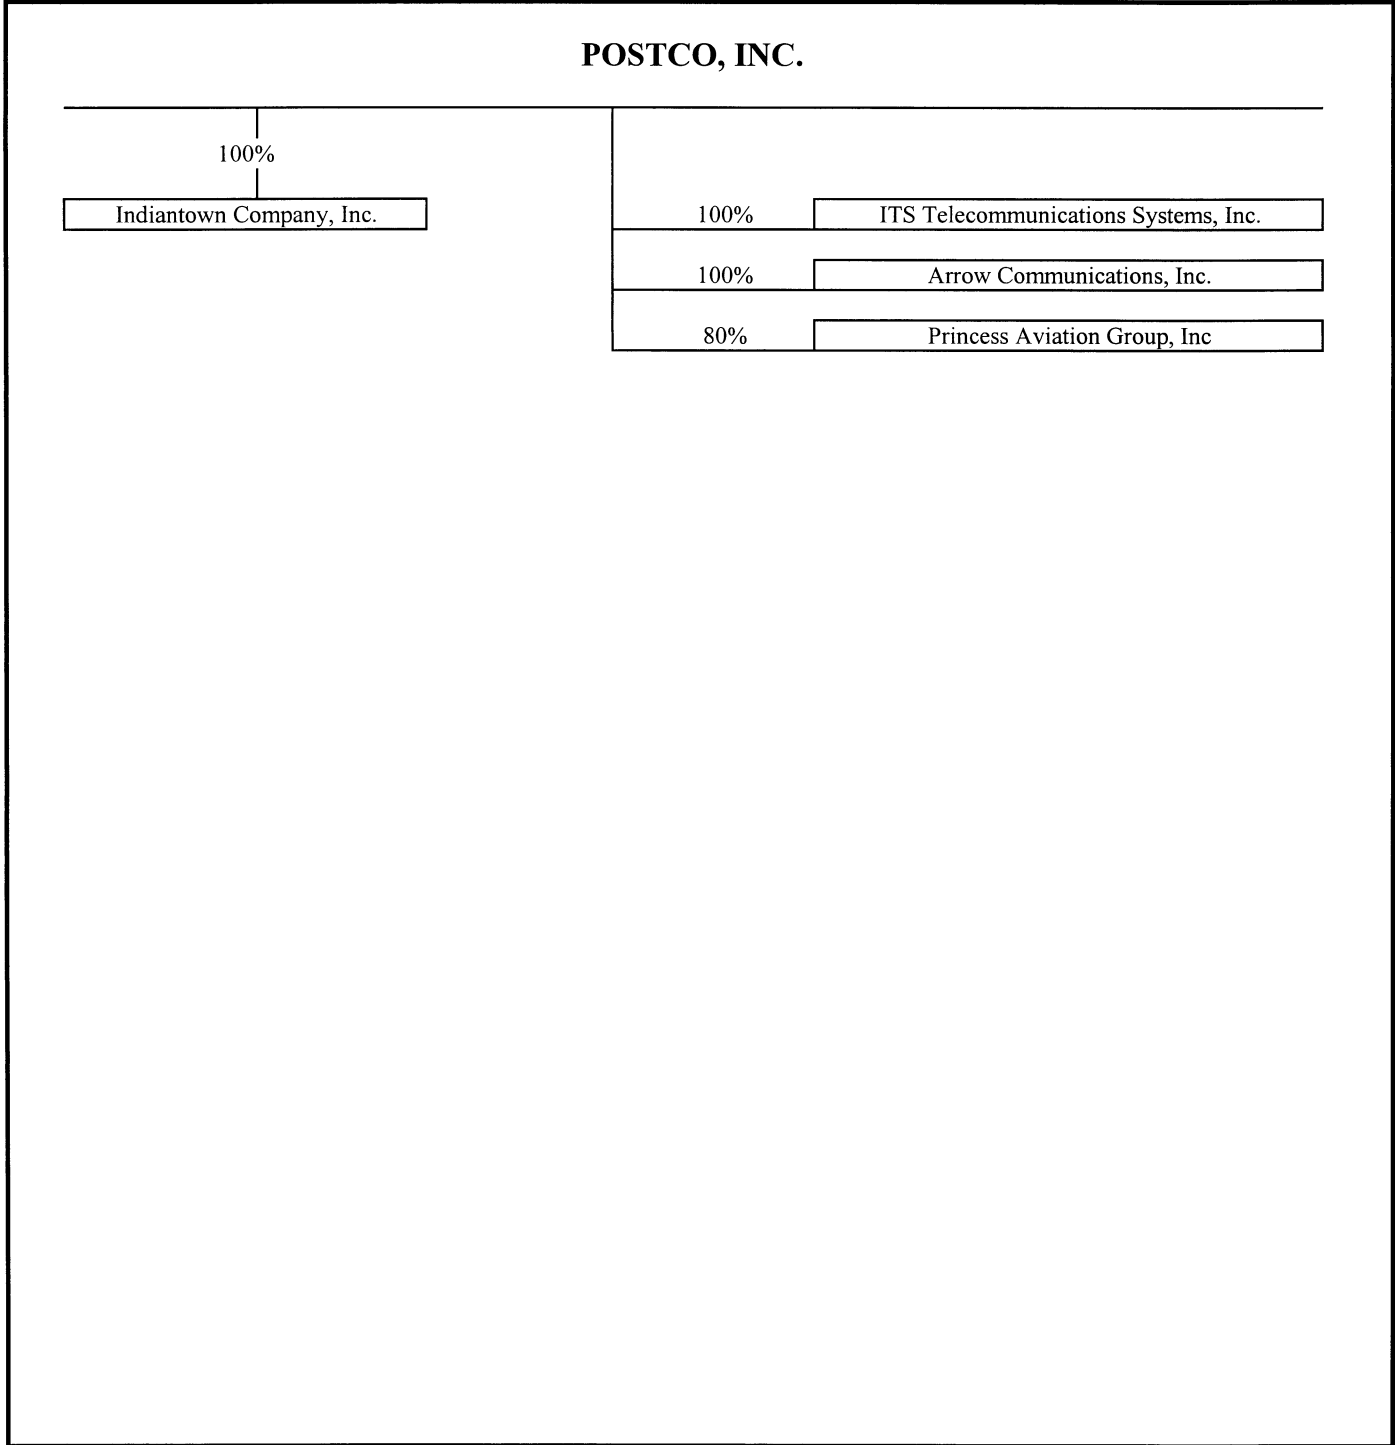 POSTCO, INC.
100%
Indiantown Company, Inc.
100% ITS Telecommunications Systems, Inc.
100% Arrow Communications, Inc.
80% Princess Aviation Group, Inc